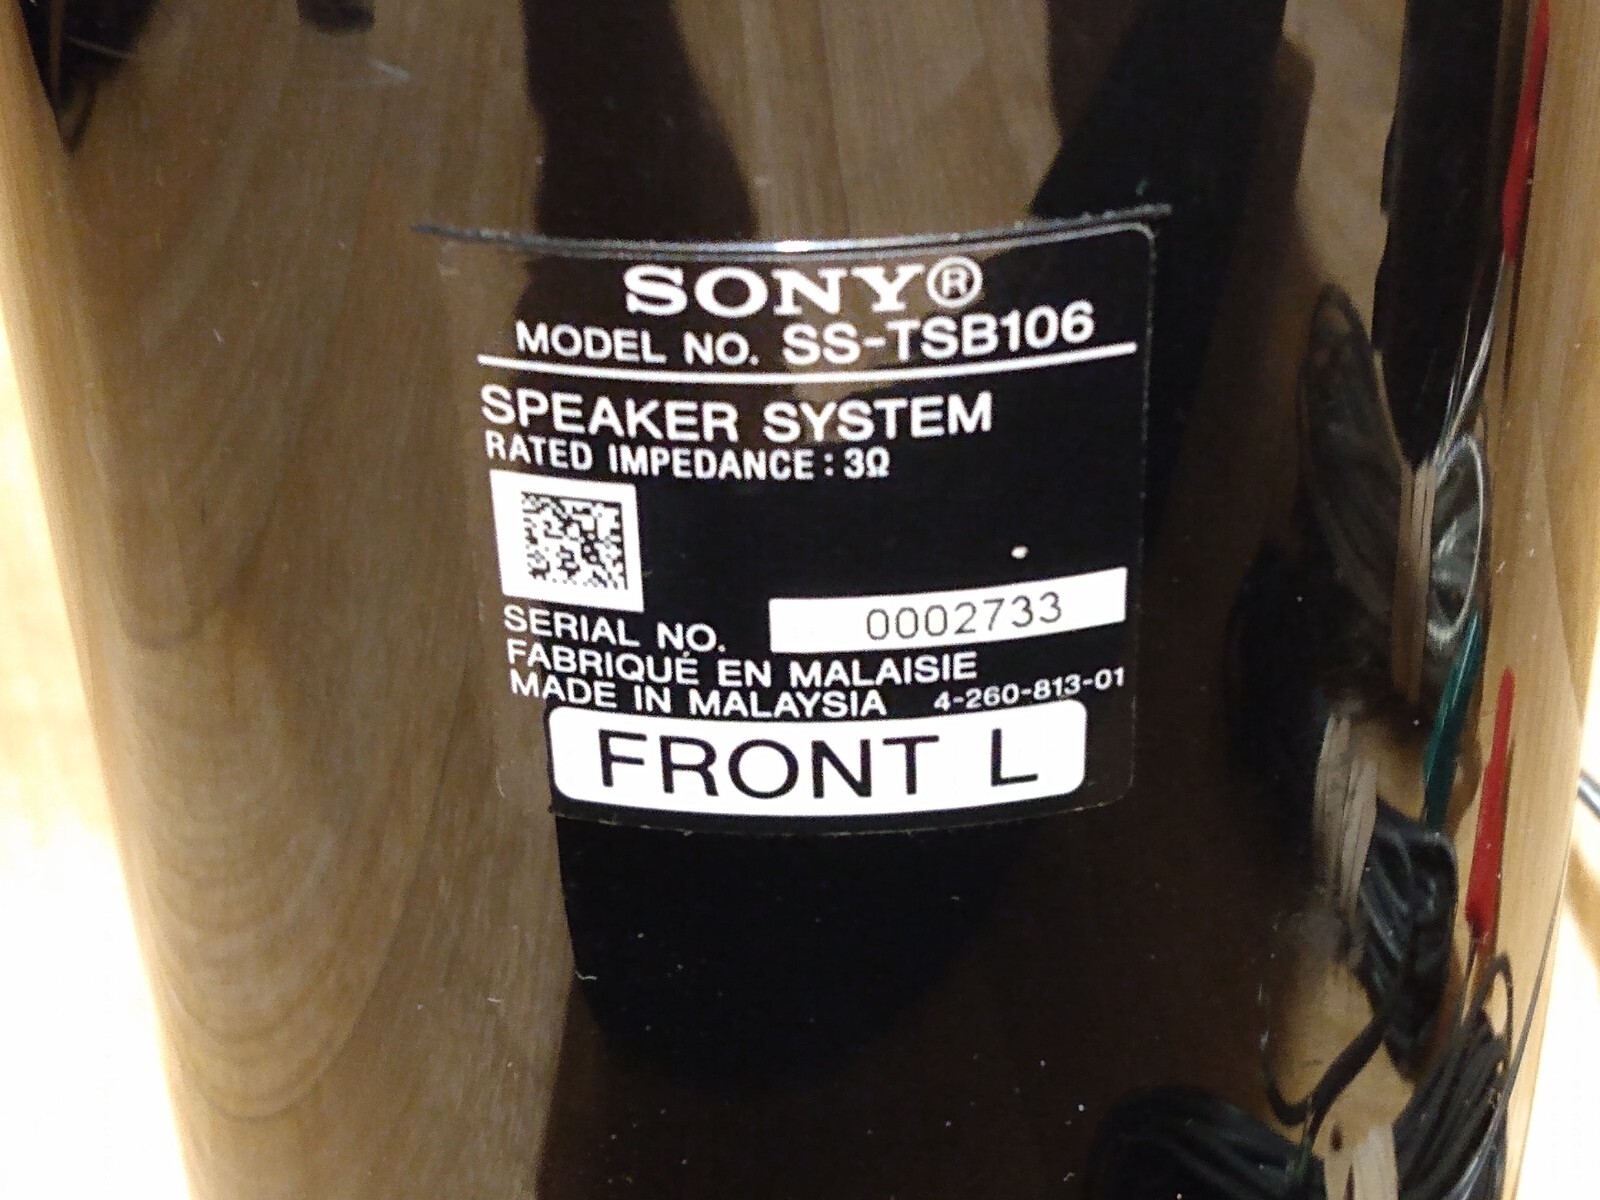 SONY®
MODEL NO. SS-TSB106
SPEAKER SYSTEM
RATED IMPEDANCE : 3Ω
SERIAL NO. 0002733
FABRIQUÉ EN MALAISIE
MADE IN MALAYSIA 4-260-813-01
FRONT L